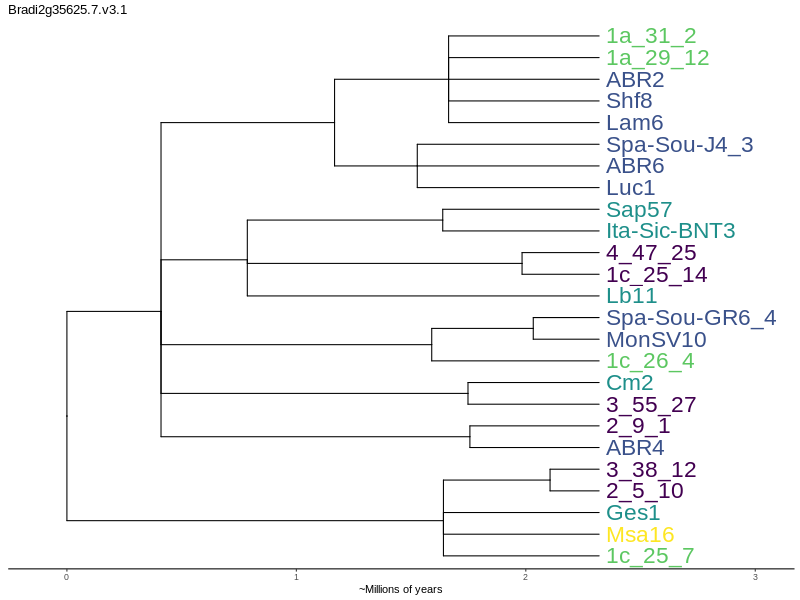 Bradi2g35625.7.v3.1
1a_31_2
1a_29_12
ABR2
Shf8
Lam6
Spa-Sou-J4_3
ABR6
Luc1
Sap57
Ita-Sic-BNT3
4_47_25
1c_25_14
Lb11
Spa-Sou-GR6_4
MonSV10
1c_26_4
Cm2
3_55_27
2_9_1
ABR4
3_38_12
2_5_10
Ges1
Msa16
1c_25_7
0 1 2 3
~Millions of years